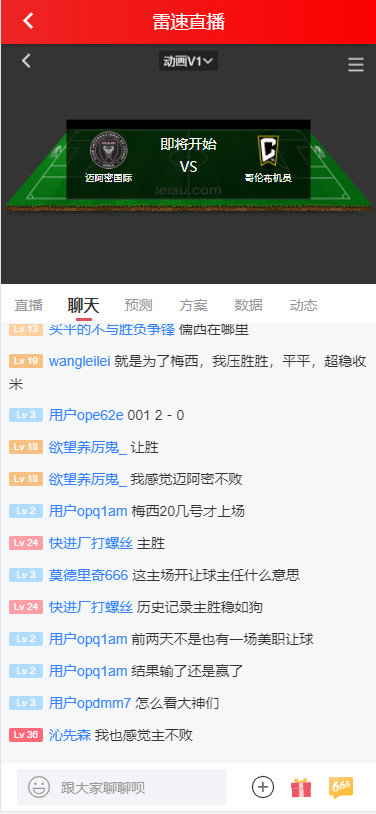 雷速直播
动画V1
即将开始
VS
迈阿密国际
哥伦布机员
leisu.com
直播 聊天 预测 方案 数据 动态
Lv 13 买平的不与胜负争锋 儒西在哪里
Lv 19 wangleilei 就是为了梅西，我压胜胜，平平，超稳收
米
Lv 3 用户ope62e 001 2 - 0
Lv 18 欲望养厉鬼_ 让胜
Lv 18 欲望养厉鬼_ 我感觉迈阿密不败
Lv 2 用户opq1am 梅西20几号才上场
Lv 24 快进厂打螺丝 主胜
Lv 3 莫德里奇666 这主场开让球主任什么意思
Lv 24 快进厂打螺丝 历史记录主胜稳如狗
Lv 2 用户opq1am 前两天不是也有一场美职让球
Lv 2 用户opq1am 结果输了还是赢了
Lv 3 用户opdmm7 怎么看大神们
Lv 36 沁先森 我也感觉主不败
跟大家聊聊呗
666